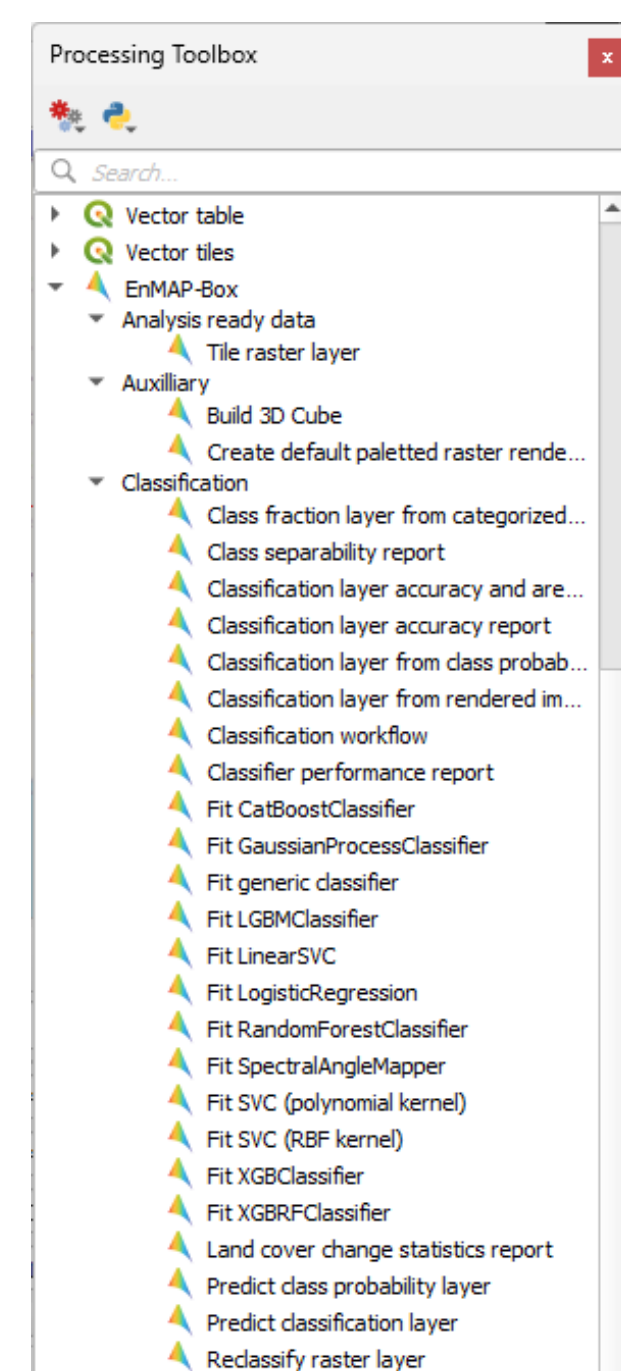 Processing Toolbox
x
Search...
Vector table
Vector tiles
EnMAP-Box
Analysis ready data
Tile raster layer
Auxilliary
Build 3D Cube
Create default paletted raster rende...
Classification
Class fraction layer from categorized...
Class separability report
Classification layer accuracy and are...
Classification layer accuracy report
Classification layer from class probab...
Classification layer from rendered im...
Classification workflow
Classifier performance report
Fit CatBoostClassifier
Fit GaussianProcessClassifier
Fit generic classifier
Fit LGBMClassifier
Fit LinearSVC
Fit LogisticRegression
Fit RandomForestClassifier
Fit SpectralAngleMapper
Fit SVC (polynomial kernel)
Fit SVC (RBF kernel)
Fit XGBClassifier
Fit XGBRFClassifier
Land cover change statistics report
Predict class probability layer
Predict classification layer
Reclassify raster layer